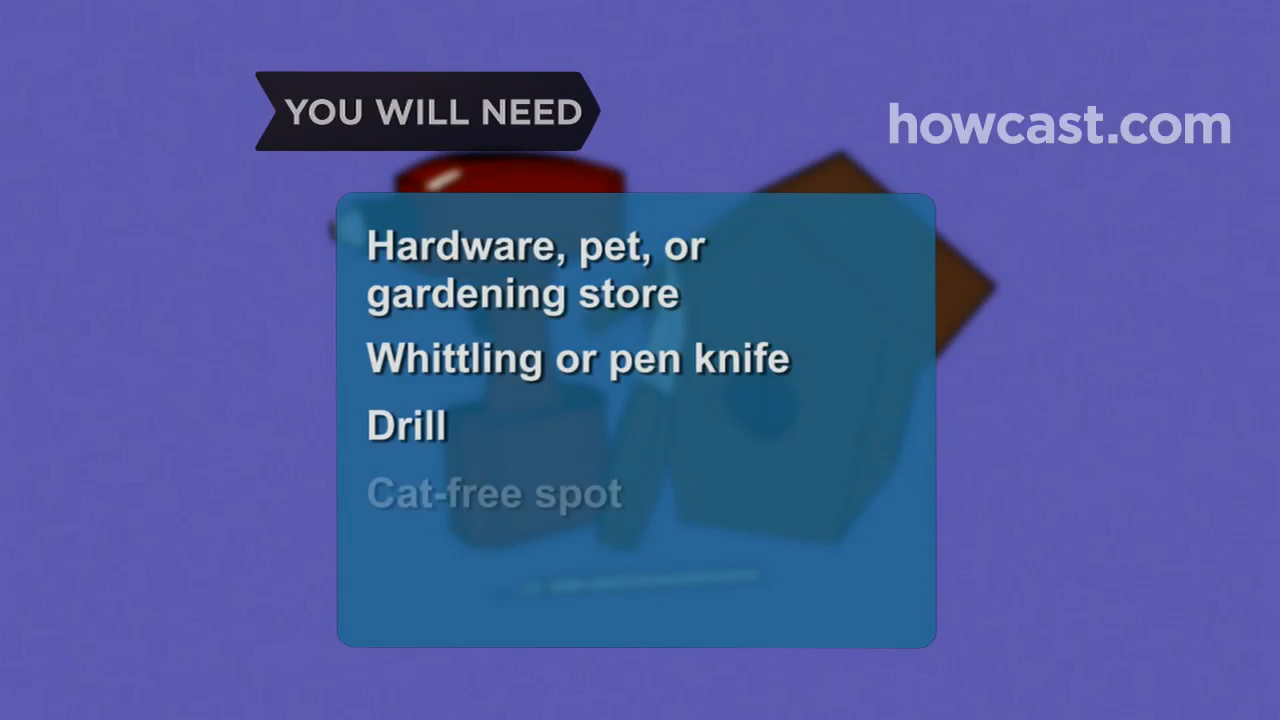 YOU WILL NEED
howcast.com
Hardware, pet, or
gardening store
Whittling or pen knife
Drill
Cat-free spot